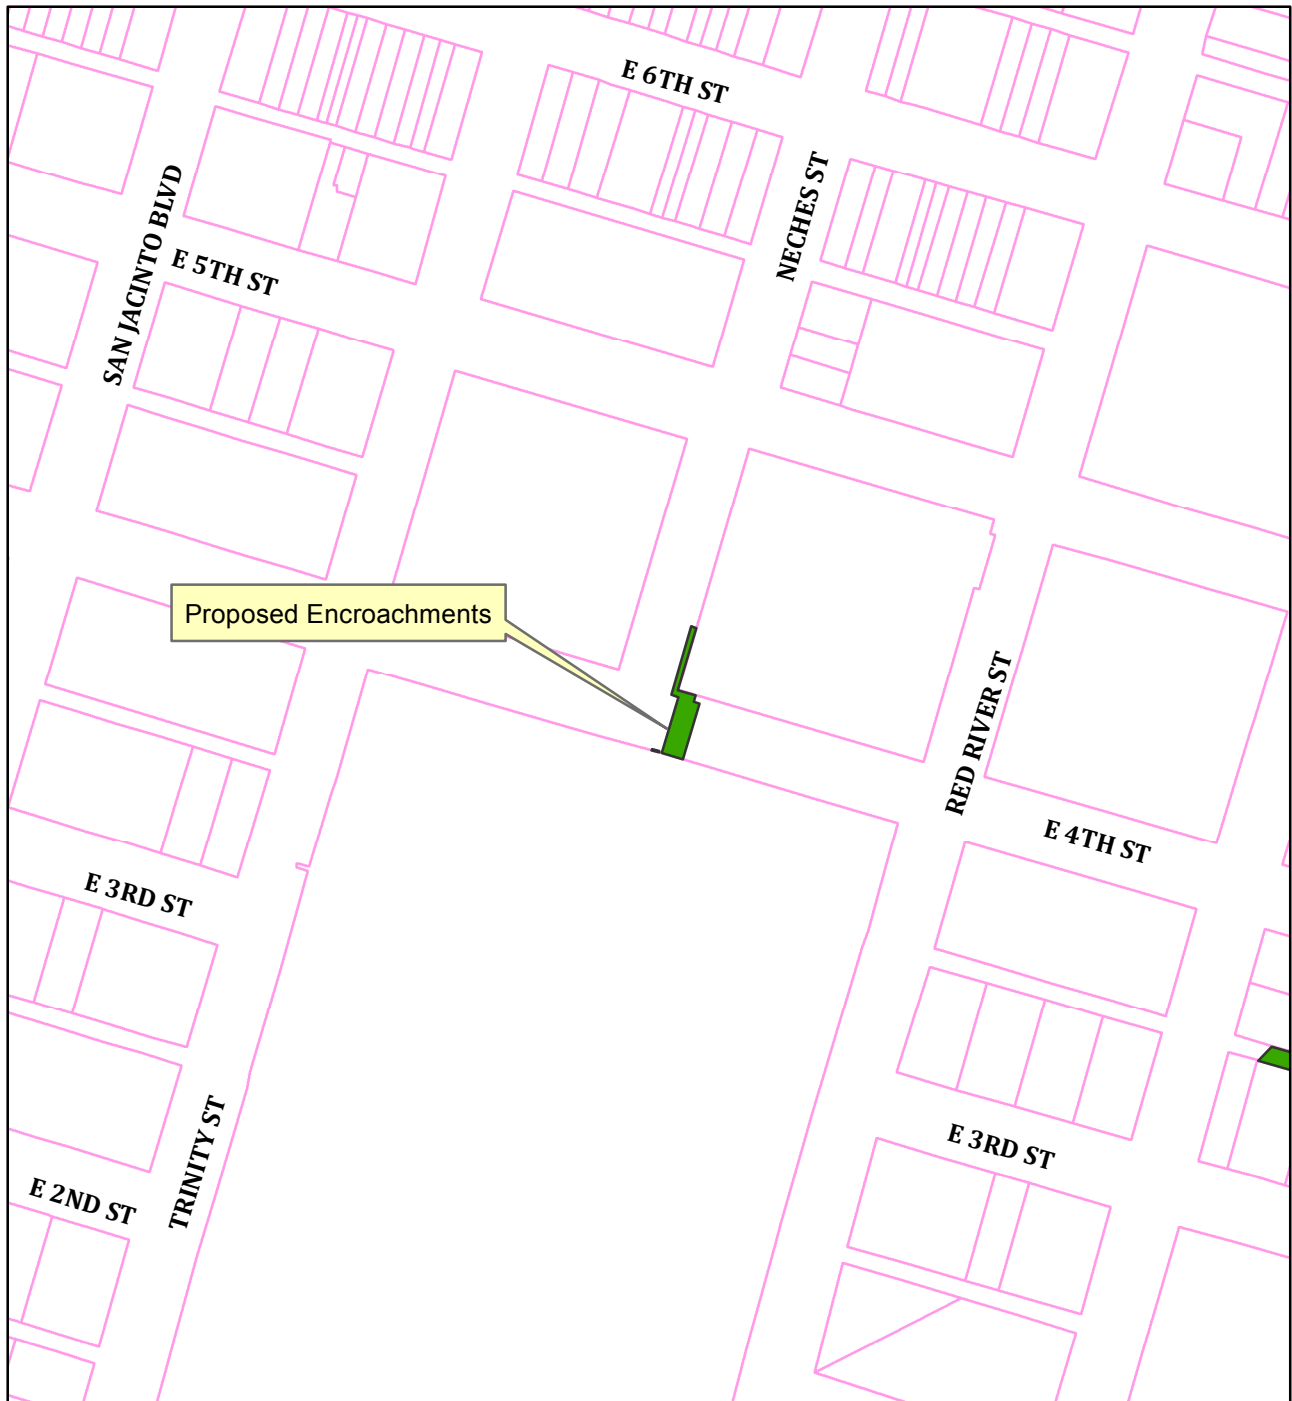 E 6TH ST
NECHES ST
SAN JACINTO BLVD
E 5TH ST
Proposed Encroachments
RED RIVER ST
E 4TH ST
E 3RD ST
TRINITY ST
E 3RD ST
E 2ND ST